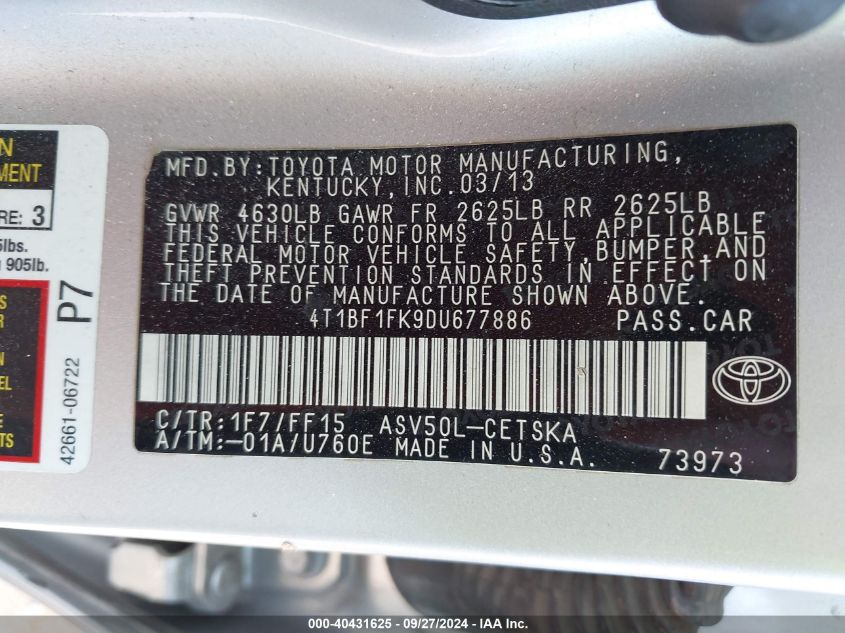 N
MENT
RE: 3
lbs.
905lb.
P7
42661-06722
S
R
N
EL
E
TS
MFD.BY:TOYOTA MOTOR MANUFACTURING,
KENTUCKY,INC.03/13
GVWR 4630LB GAWR FR 2625LB RR 2625LB
THIS VEHICLE CONFORMS TO ALL APPLICABLE
FEDERAL MOTOR VEHICLE SAFETY,BUMPER,AND
THEFT PREVENTION STANDARDS IN EFFECT ON
THE DATE OF MANUFACTURE SHOWN ABOVE.
4T1BF1FK9DU677886 PASS.CAR
C/TR:1F7/FF15 ASV50L-CETSKA
A/TM:-01A/U760E MADE IN U.S.A. 73973
000-40431625 - 09/27/2024 - IAA Inc.